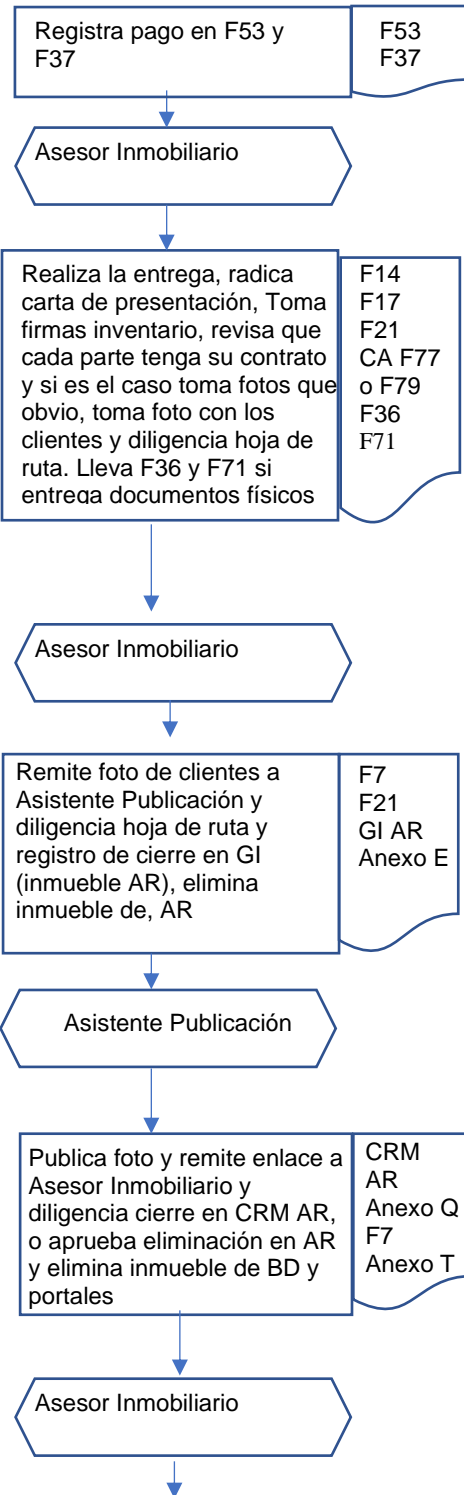 Registra pago en F53 y
F37
F53
F37
Asesor Inmobiliario
Realiza la entrega, radica
carta de presentación, Toma
firmas inventario, revisa que
cada parte tenga su contrato
y si es el caso toma fotos que
obvio, toma foto con los
clientes y diligencia hoja de
ruta. Lleva F36 y F71 si
entrega documentos físicos
F14
F17
F21
CA F77
o F79
F36
F71
Asesor Inmobiliario
Remite foto de clientes a
Asistente Publicación y
diligencia hoja de ruta y
registro de cierre en GI
(inmueble AR), elimina
inmueble de, AR
F7
F21
GI AR
Anexo E
Asistente Publicación
Publica foto y remite enlace a
Asesor Inmobiliario y
diligencia cierre en CRM AR,
o aprueba eliminación en AR
y elimina inmueble de BD y
portales
CRM
AR
Anexo Q
F7
Anexo T
Asesor Inmobiliario